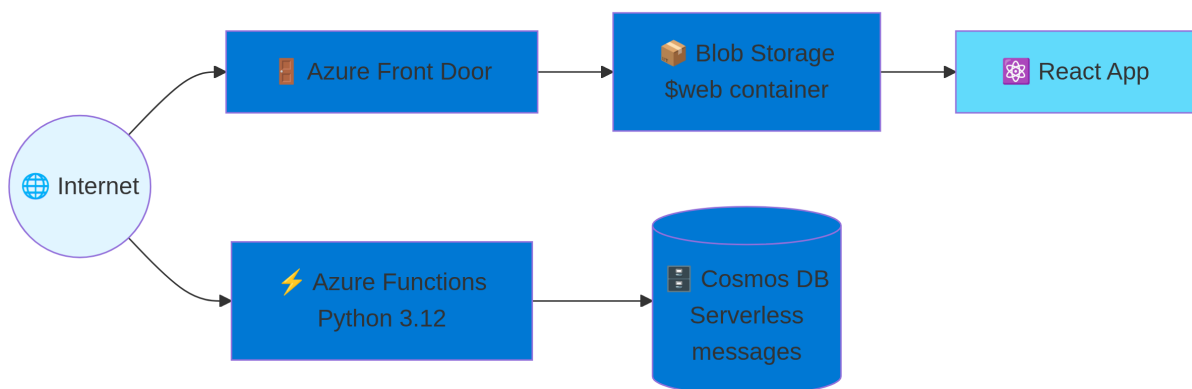 🌐 Internet
🚪 Azure Front Door
📦 Blob Storage
$web container
⚛️ React App
⚡ Azure Functions
Python 3.12
🗄️ Cosmos DB
Serverless
messages